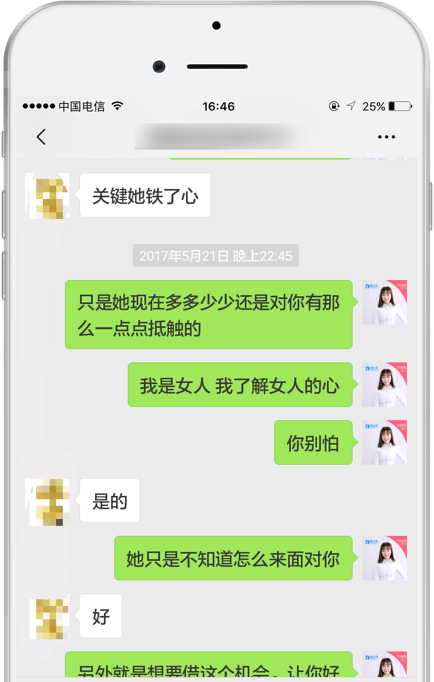 中国电信 16:46 25%
关键她铁了心
2017年5月21日 晚上22:45
只是她现在多多少少还是对你有那
么一点点抵触的
我是女人 我了解女人的心
你别怕
是的
她只是不知道怎么来面对你
好
另外就是想要借这个机会，让你好